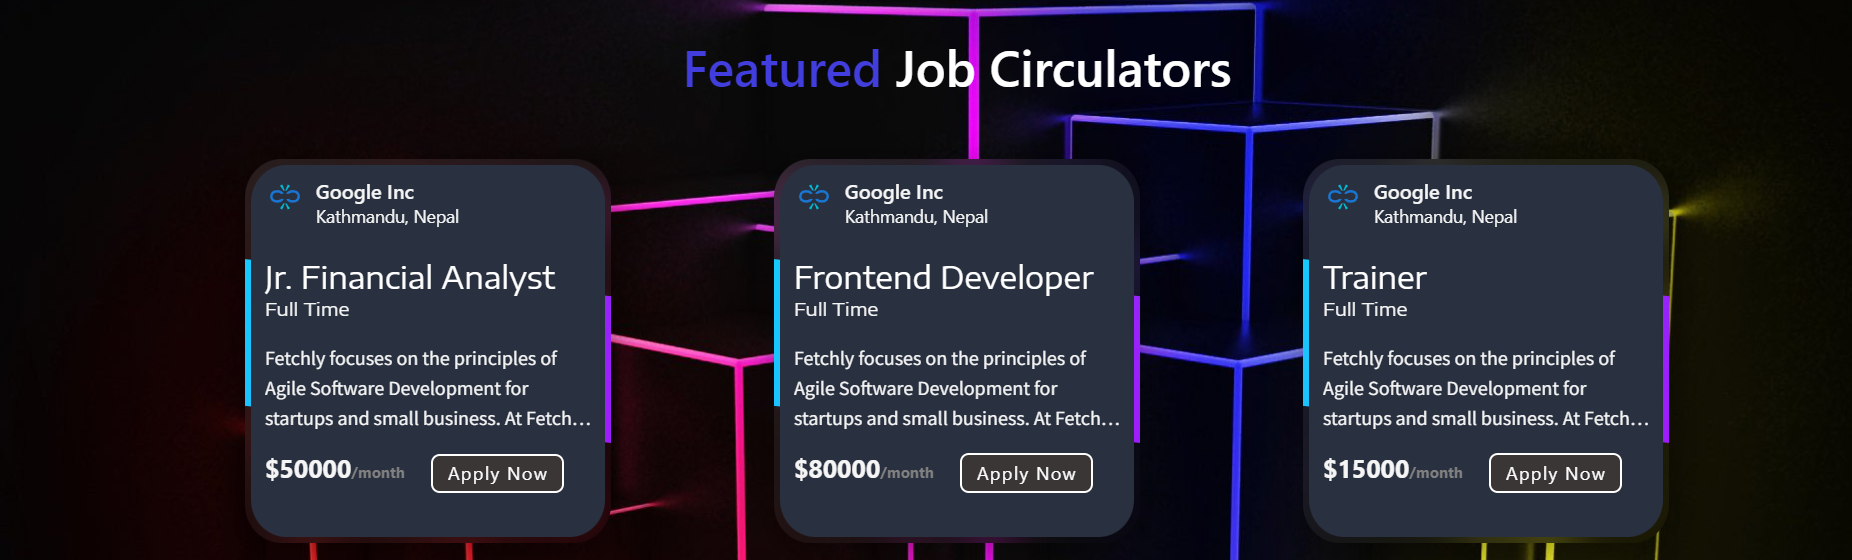 Featured Job Circulators
Google Inc
Kathmandu, Nepal
Jr. Financial Analyst
Full Time
Fetchly focuses on the principles of
Agile Software Development for
startups and small business. At Fetch...
$50000/month
Apply Now
Google Inc
Kathmandu, Nepal
Frontend Developer
Full Time
Fetchly focuses on the principles of
Agile Software Development for
startups and small business. At Fetch...
$80000/month
Apply Now
Google Inc
Kathmandu, Nepal
Trainer
Full Time
Fetchly focuses on the principles of
Agile Software Development for
startups and small business. At Fetch...
$15000/month
Apply Now